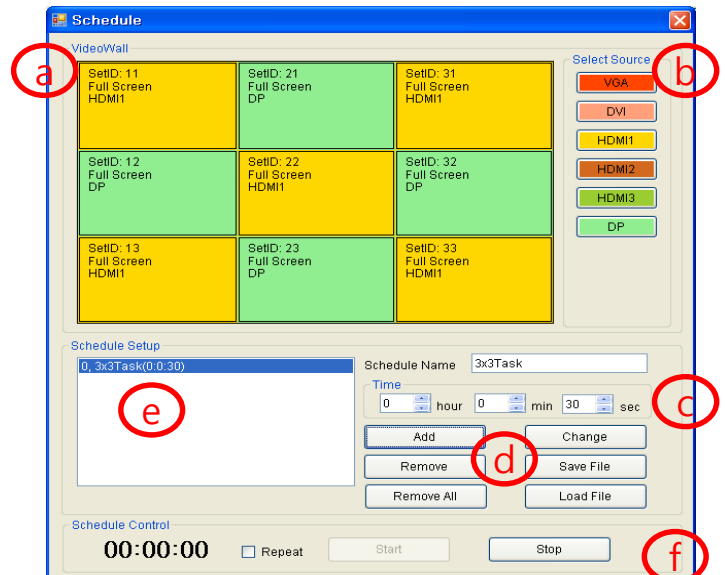 Schedule
VideoWall
a
SetID: 11
Full Screen
HDMI1
SetID: 21
Full Screen
DP
SetID: 31
Full Screen
HDMI1
SetID: 12
Full Screen
DP
SetID: 22
Full Screen
HDMI1
SetID: 32
Full Screen
DP
SetID: 13
Full Screen
HDMI1
SetID: 23
Full Screen
DP
SetID: 33
Full Screen
HDMI1
Select Source
b
VGA
DVI
HDMI1
HDMI2
HDMI3
DP
Schedule Setup
0, 3x3Task(0:0:30)
e
Schedule Name 3x3Task
Time
0 hour 0 min 30 sec
c
Add Change
d
Remove Save File
Remove All Load File
Schedule Control
00:00:00 Repeat Start Stop
f